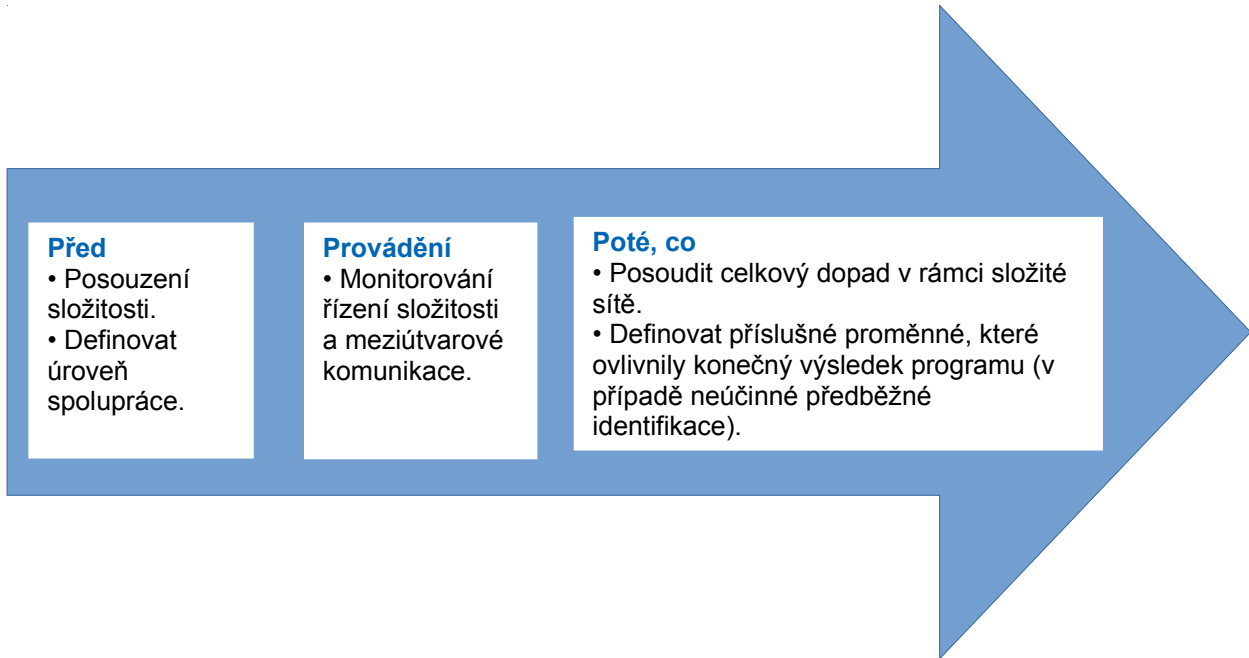 Před
• Posouzení
složitosti.
• Definovat
úroveň
spolupráce.
Provádění
• Monitorování
řízení složitosti
a meziútvarové
komunikace.
Poté, co
• Posoudit celkový dopad v rámci složité
sítě.
• Definovat příslušné proměnné, které
ovlivnily konečný výsledek programu (v
případě neúčinné předběžné
identifikace).